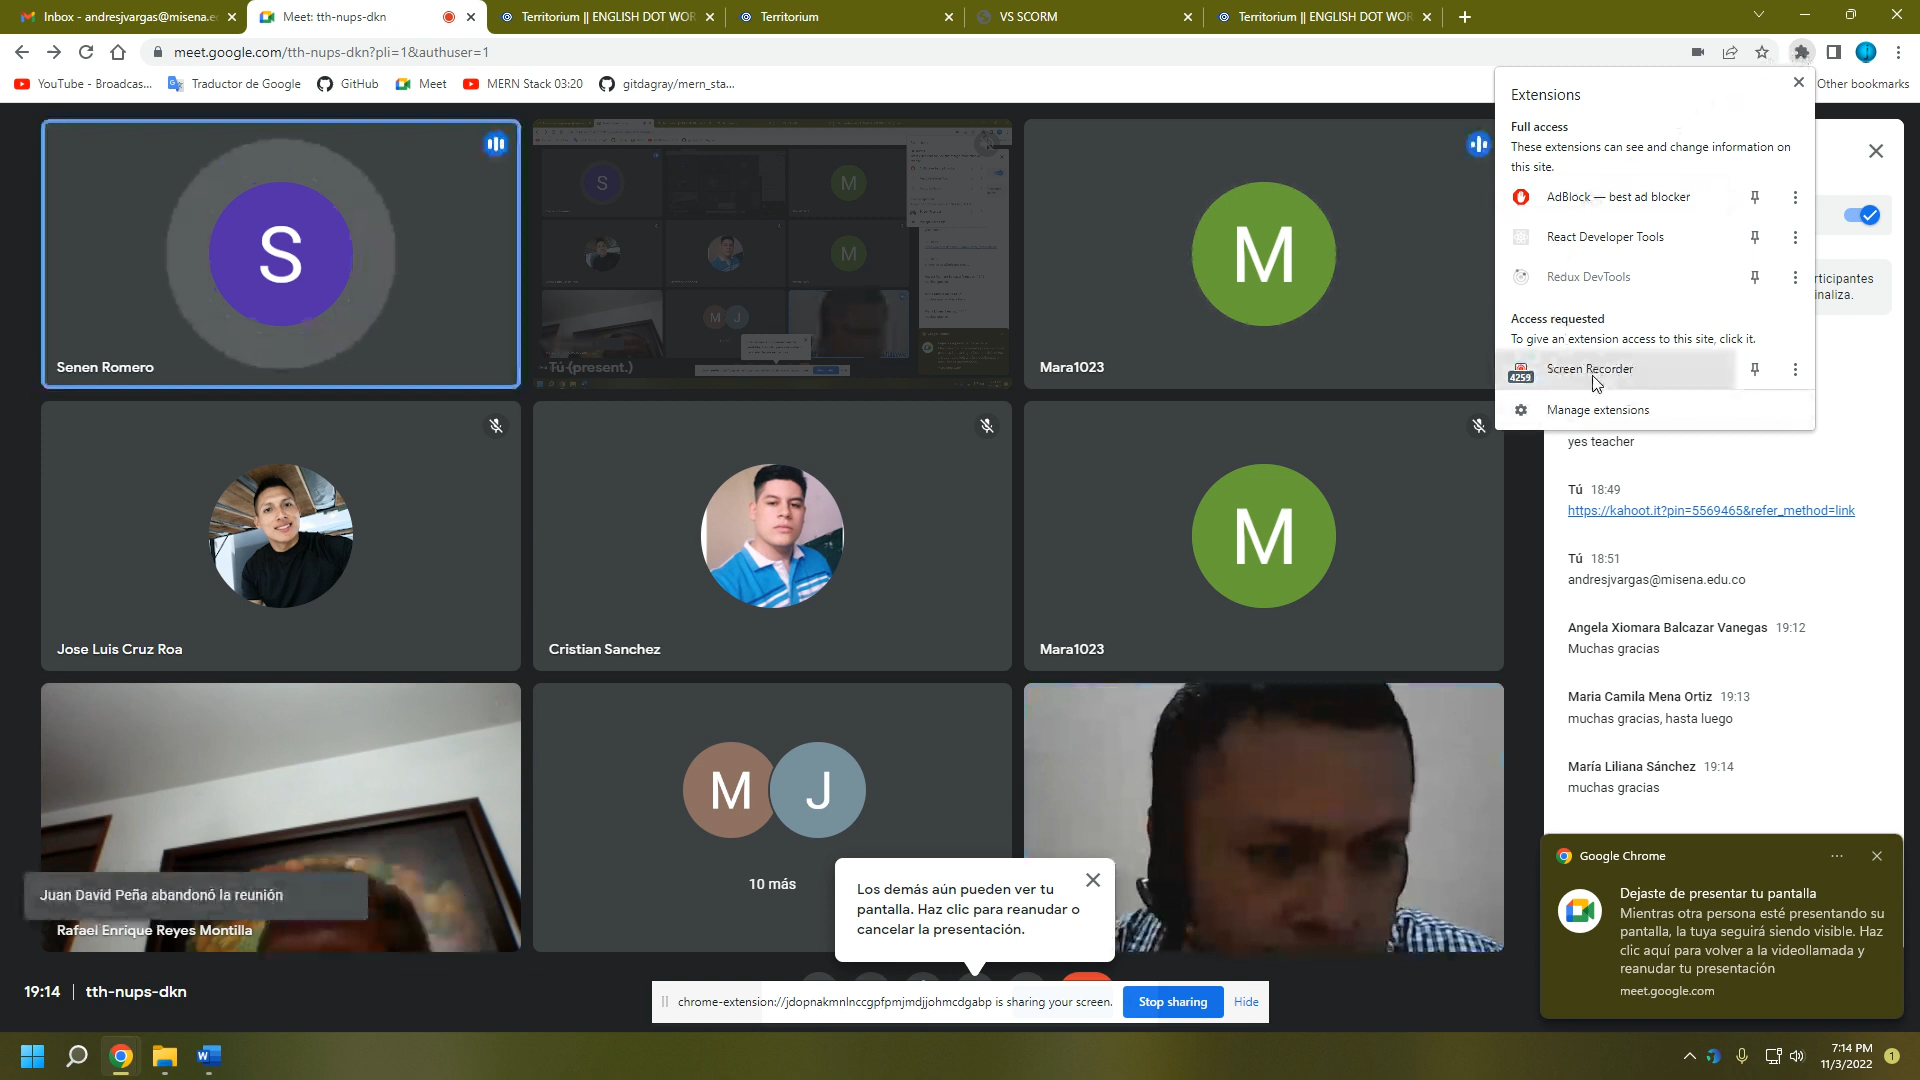 Inbox - andresjvargas@misena.e
Meet: tth-nups-dkn
Territorium || ENGLISH DOT WOR
Territorium
VS SCORM
Territorium || ENGLISH DOT WOR
meet.google.com/tth-nups-dkn?pli=1&authuser=1
YouTube - Broadcas...
Traductor de Google
GitHub
Meet
MERN Stack 03:20
gitdagray/mern_sta...
Other bookmarks
Extensions
Full access
These extensions can see and change information on
this site.
AdBlock — best ad blocker
React Developer Tools
Redux DevTools
Access requested
To give an extension access to this site, click it.
4259
Screen Recorder
Manage extensions
rticipantes
inaliza.
S
Senen Romero
Tú (present.)
M
Mara1023
Jose Luis Cruz Roa
Cristian Sanchez
M
Mara1023
Juan David Peña abandonó la reunión
Rafael Enrique Reyes Montilla
M J
10 más
Los demás aún pueden ver tu
pantalla. Haz clic para reanudar o
cancelar la presentación.
yes teacher
Tú 18:49
https://kahoot.it?pin=5569465&refer_method=link
Tú 18:51
andresjvargas@misena.edu.co
Angela Xiomara Balcazar Vanegas 19:12
Muchas gracias
Maria Camila Mena Ortiz 19:13
muchas gracias, hasta luego
María Liliana Sánchez 19:14
muchas gracias
Google Chrome
Dejaste de presentar tu pantalla
Mientras otra persona esté presentando su
pantalla, la tuya seguirá siendo visible. Haz
clic aquí para volver a la videollamada y
reanudar tu presentación
meet.google.com
19:14 | tth-nups-dkn
chrome-extension://jdopnakmnlnccgpfpmjmdjjohmcdgabp is sharing your screen.
Stop sharing
Hide
7:14 PM
11/3/2022
1